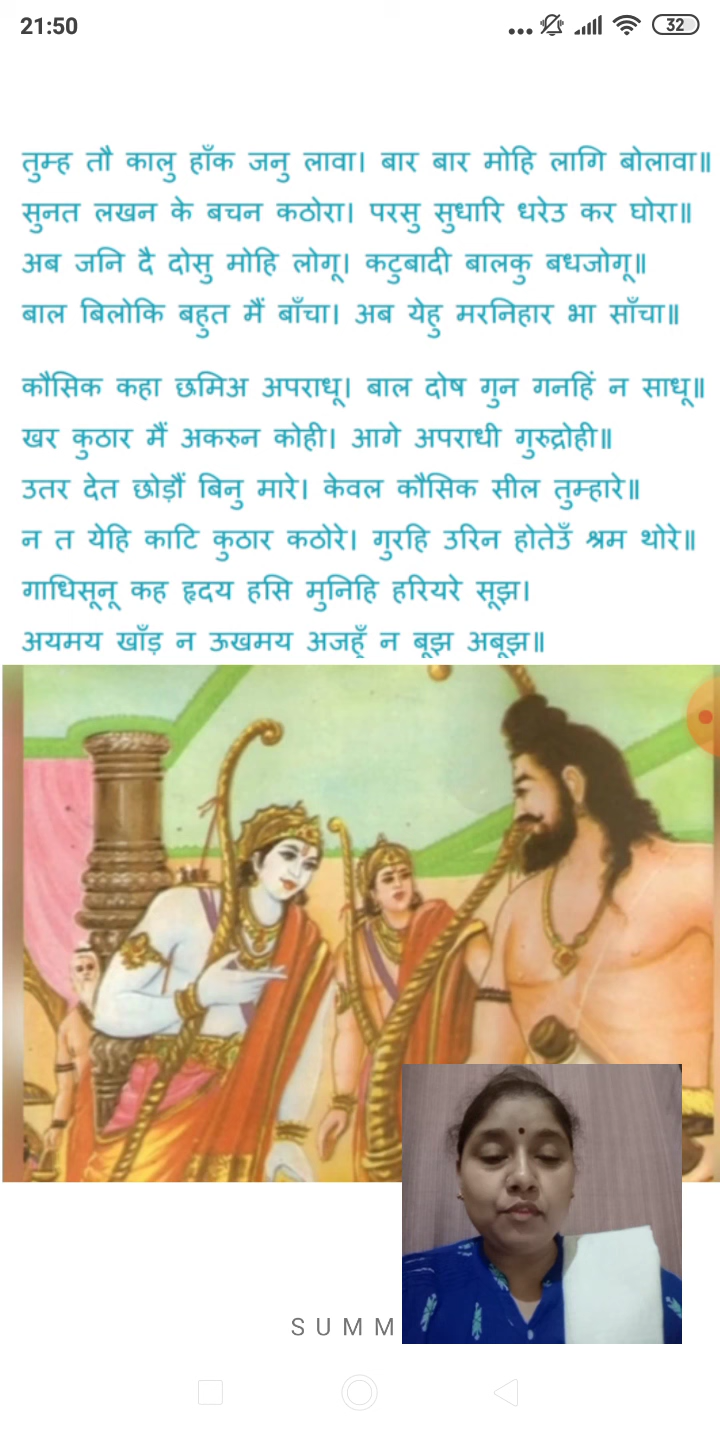 21:50
32
तुम्ह तौ कालु हाँक जनु लावा। बार बार मोहि लागि बोलावा॥
सुनत लखन के बचन कठोरा। परसु सुधारि धरेउ कर घोरा॥
अब जनि दै दोसु मोहि लोगू। कटुबादी बालकु बधजोगू॥
बाल बिलोकि बहुत मैं बाँचा। अब येहु मरनिहार भा साँचा॥
कौसिक कहा छमिअ अपराधू। बाल दोष गुन गनहिं न साधू॥
खर कुठार मैं अकरुन कोही। आगे अपराधी गुरुद्रोही॥
उतर देत छोड़ौं बिनु मारे। केवल कौसिक सील तुम्हारे॥
न त येहि काटि कुठार कठोरे। गुरहि उरिन होतेउँ श्रम थोरे॥
गाधिसूनू कह हृदय हसि मुनिहि हरियरे सूझ।
अयमय खाँड़ न ऊखमय अजहूँ न बूझ अबूझ॥
SUMM